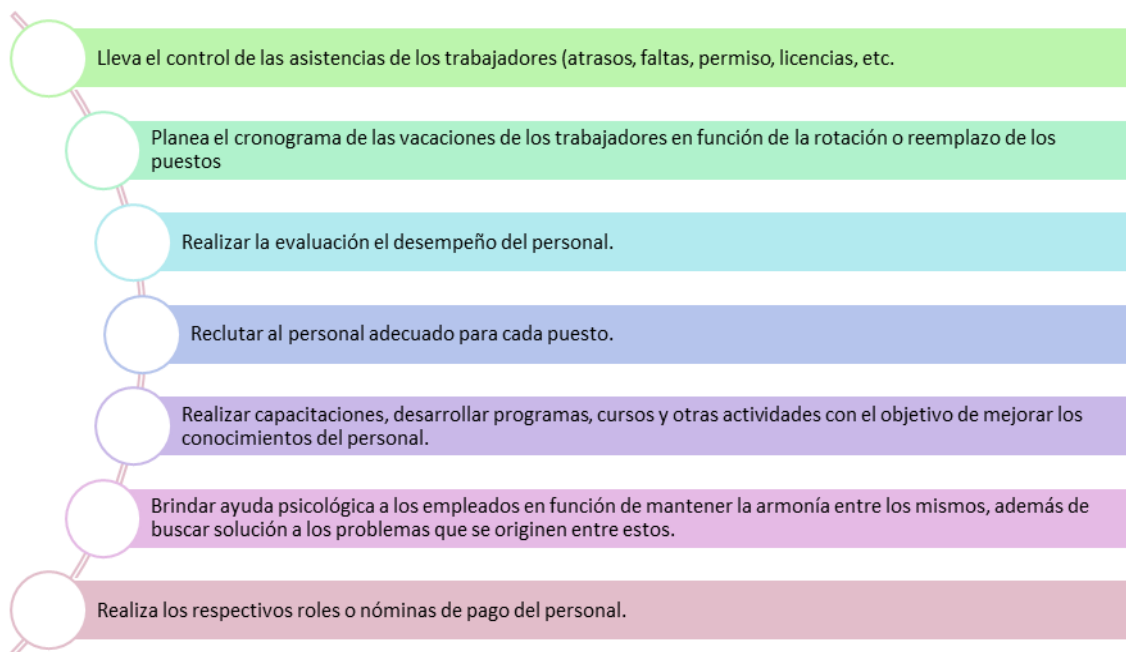 Lleva el control de las asistencias de los trabajadores (atrasos, faltas, permiso, licencias, etc.
Planea el cronograma de las vacaciones de los trabajadores en función de la rotación o reemplazo de los
puestos
Realizar la evaluación el desempeño del personal.
Reclutar al personal adecuado para cada puesto.
Realizar capacitaciones, desarrollar programas, cursos y otras actividades con el objetivo de mejorar los
conocimientos del personal.
Brindar ayuda psicológica a los empleados en función de mantener la armonía entre los mismos, además de
buscar solución a los problemas que se originen entre estos.
Realiza los respectivos roles o nóminas de pago del personal.